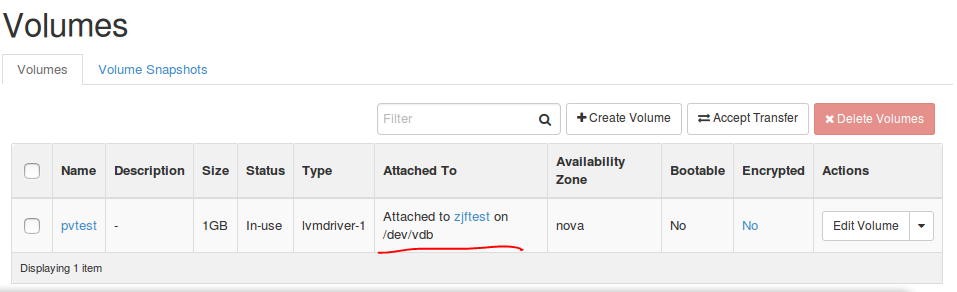 Volumes
Volumes Volume Snapshots
Filter Create Volume Accept Transfer Delete Volumes
Name Description Size Status Type Attached To Availability Zone Bootable Encrypted Actions
pvtest - 1GB In-use lvmdriver-1 Attached to zjftest on /dev/vdb nova No No Edit Volume
Displaying 1 item